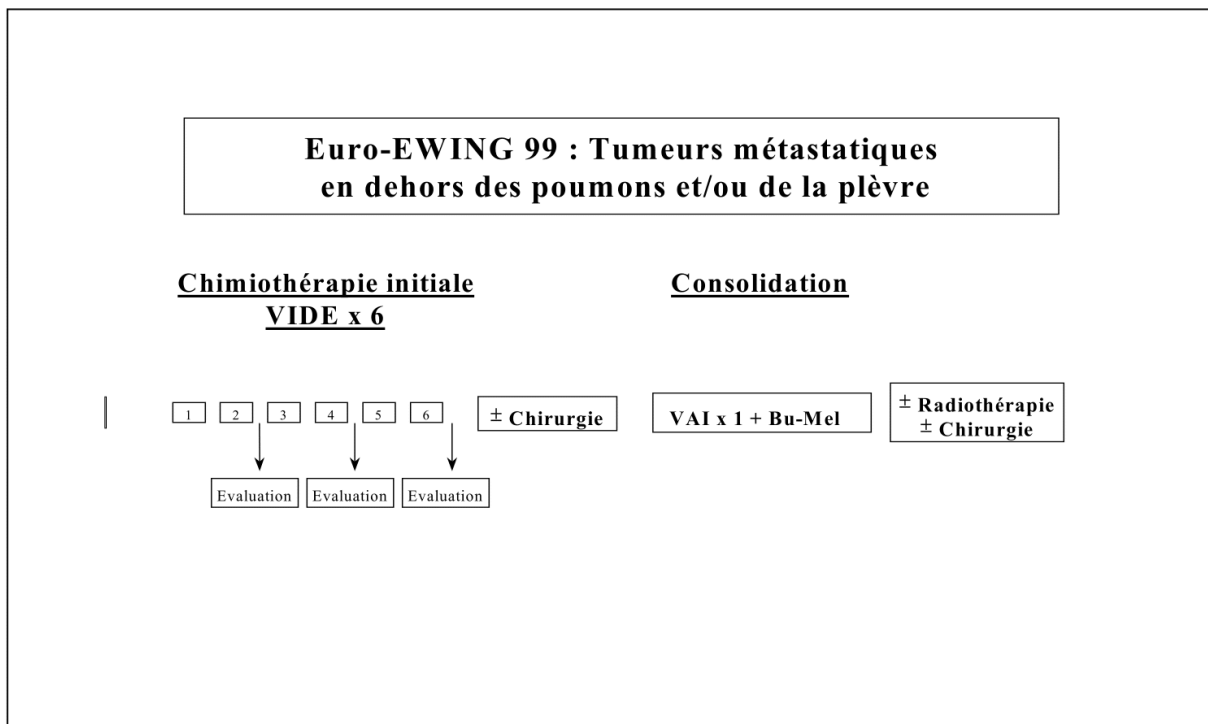 Euro-EWING 99 : Tumeurs métastatiques
en dehors des poumons et/ou de la plèvre
Chimiothérapie initiale
VIDE x 6
Consolidation
1 2 3 4 5 6
± Chirurgie
VAI x 1 + Bu-Mel
± Radiothérapie
± Chirurgie
Evaluation Evaluation Evaluation